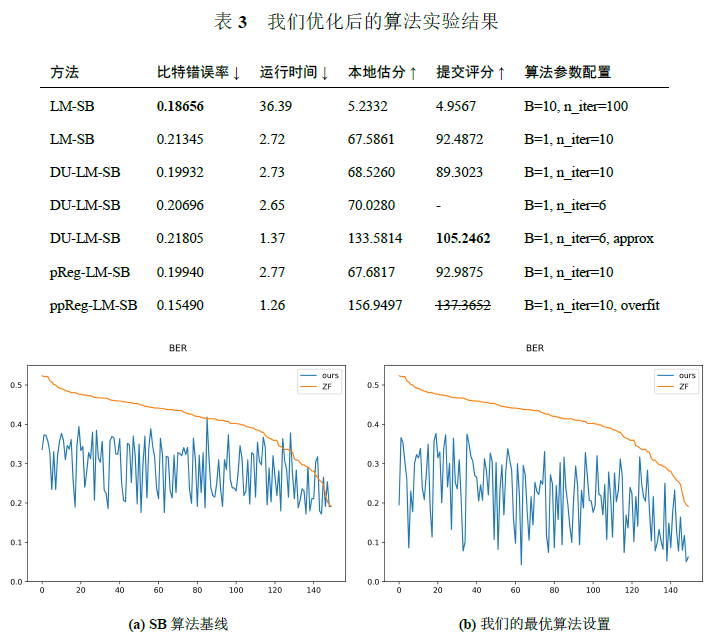 表 3 我们优化后的算法实验结果
方法 比特错误率↓ 运行时间↓ 本地估分↑ 提交评分↑ 算法参数配置
LM-SB 0.18656 36.39 5.2332 4.9567 B=10, n_iter=100
LM-SB 0.21345 2.72 67.5861 92.4872 B=1, n_iter=10
DU-LM-SB 0.19932 2.73 68.5260 89.3023 B=1, n_iter=10
DU-LM-SB 0.20696 2.65 70.0280 - B=1, n_iter=6
DU-LM-SB 0.21805 1.37 133.5814 105.2462 B=1, n_iter=6, approx
pReg-LM-SB 0.19940 2.77 67.6817 92.9875 B=1, n_iter=10
ppReg-LM-SB 0.15490 1.26 156.9497 137.3652 B=1, n_iter=10, overfit
BER
ours
ZF
0.5
0.4
0.3
0.2
0.1
0.0
0 20 40 60 80 100 120 140
(a) SB 算法基线
BER
ours
ZF
0.5
0.4
0.3
0.2
0.1
0.0
0 20 40 60 80 100 120 140
(b) 我们的最优算法设置